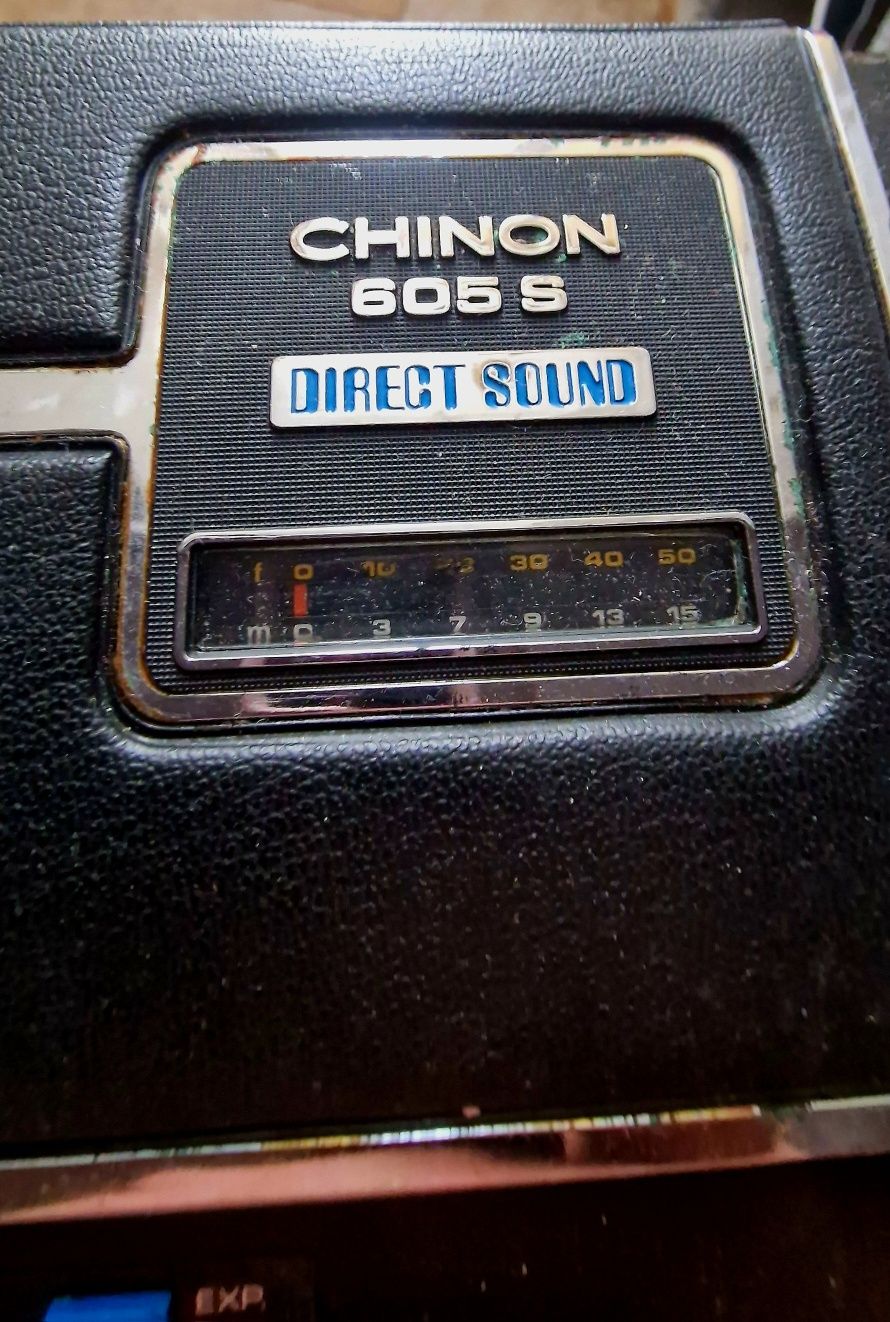 CHINON
605 S
DIRECT SOUND
f 0 10 30 40 50
m 0 3 7 9 13 15
EXP.